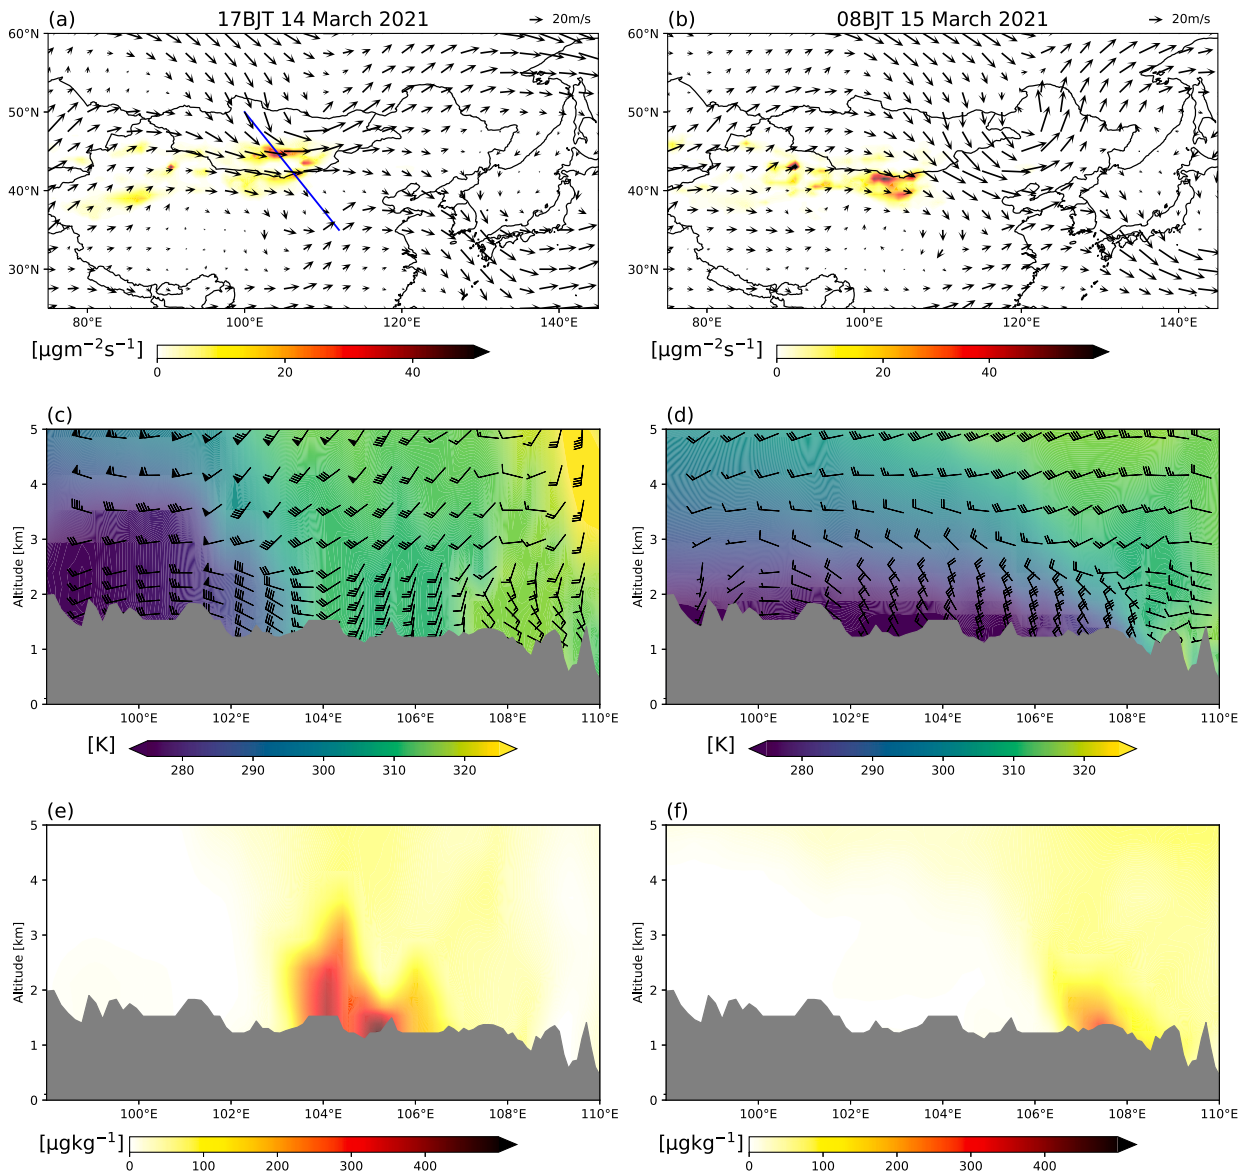 (a) 17BJT 14 March 2021 20m/s
60°N
50°N
40°N
30°N
80°E 100°E 120°E 140°E
[μgm⁻²s⁻¹]
0 20 40
(b) 08BJT 15 March 2021 20m/s
60°N
50°N
40°N
30°N
80°E 100°E 120°E 140°E
[μgm⁻²s⁻¹]
0 20 40
(c)
Altitude [km]
5
4
3
2
1
0
100°E 102°E 104°E 106°E 108°E 110°E
[K]
280 290 300 310 320
(d)
Altitude [km]
5
4
3
2
1
0
100°E 102°E 104°E 106°E 108°E 110°E
[K]
280 290 300 310 320
(e)
Altitude [km]
5
4
3
2
1
0
100°E 102°E 104°E 106°E 108°E 110°E
[μgkg⁻¹]
0 100 200 300 400
(f)
Altitude [km]
5
4
3
2
1
0
100°E 102°E 104°E 106°E 108°E 110°E
[μgkg⁻¹]
0 100 200 300 400